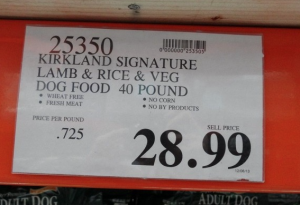 25350
KIRKLAND SIGNATURE
LAMB & RICE & VEG
DOG FOOD 40 POUND
• WHEAT FREE • NO CORN
• FRESH MEAT • NO BY PRODUCTS
PRICE PER POUND SELL PRICE
.725 28.99
ADULT DOG ADULT DOG